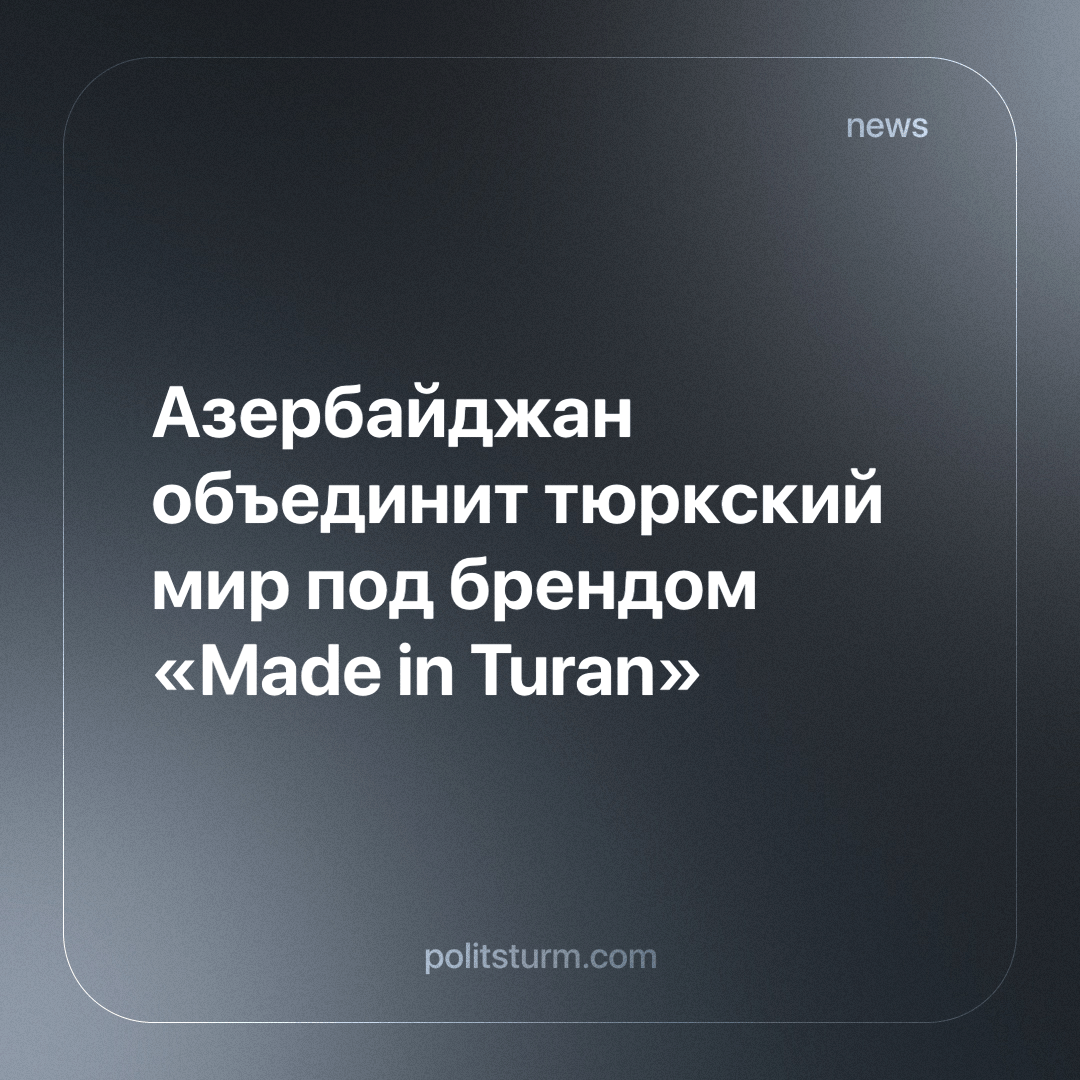 news
Азербайджан
объединит тюркский
мир под брендом
«Made in Turan»
politsturm.com